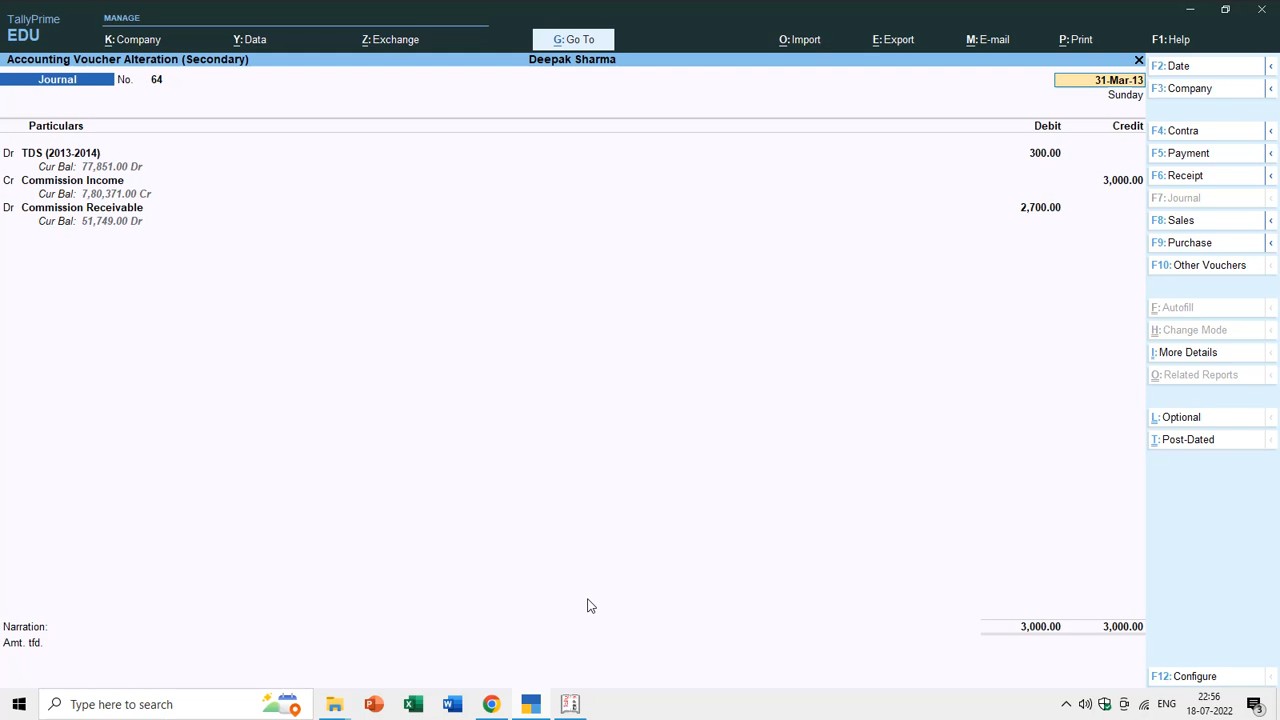 TallyPrime
EDU
MANAGE
K: Company Y: Data Z: Exchange G: Go To O: Import E: Export M: E-mail P: Print F1: Help
Accounting Voucher Alteration (Secondary) Deepak Sharma
Journal No. 64 31-Mar-13
Sunday
Particulars Debit Credit
Dr TDS (2013-2014) 300.00
Cur Bal: 77,851.00 Dr
Cr Commission Income 3,000.00
Cur Bal: 7,80,371.00 Cr
Dr Commission Receivable 2,700.00
Cur Bal: 51,749.00 Dr
Narration: 3,000.00 3,000.00
Amt. tfd.
F2: Date
F3: Company
F4: Contra
F5: Payment
F6: Receipt
F7: Journal
F8: Sales
F9: Purchase
F10: Other Vouchers
F: Autofill
H: Change Mode
I: More Details
O: Related Reports
L: Optional
T: Post-Dated
F12: Configure
Type here to search
ENG
22:56
18-07-2022
3